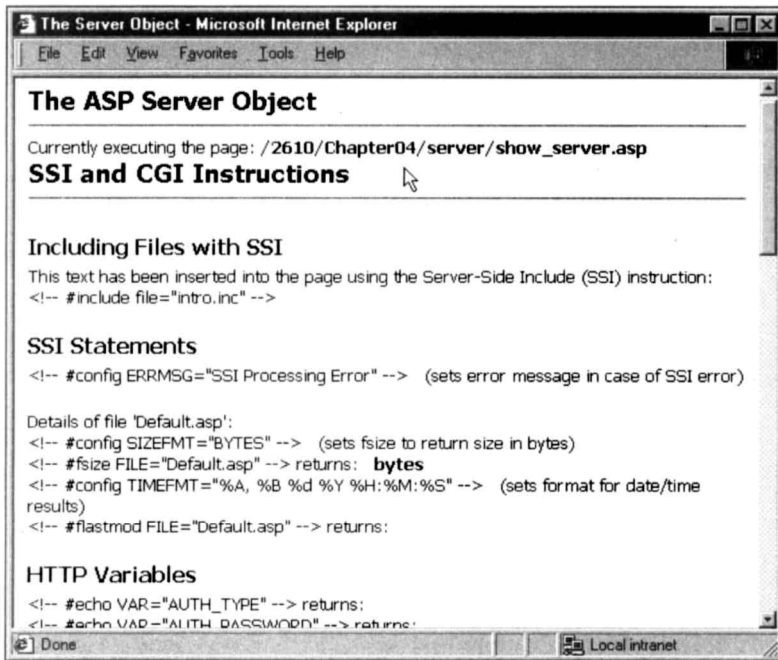 The Server Object - Microsoft Internet Explorer
File Edit View Favorites Tools Help
The ASP Server Object
Currently executing the page: /2610/Chapter04/server/show_server.asp
SSI and CGI Instructions
Including Files with SSI
This text has been inserted into the page using the Server-Side Include (SSI) instruction:
<!-- #include file="intro.inc" -->
SSI Statements
<!-- #config ERRMSG="SSI Processing Error" --> (sets error message in case of SSI error)
Details of file 'Default.asp':
<!-- #config SIZEFMT="BYTES" --> (sets fsize to return size in bytes)
<!-- #fsize FILE="Default.asp" --> returns: bytes
<!-- #config TIMEFMT="%A, %B %d %Y %H:%M:%S" --> (sets format for date/time
results)
<!-- #flastmod FILE="Default.asp" --> returns:
HTTP Variables
<!-- #echo VAR="AUTH_TYPE" --> returns:
<!-- #echo VAR="AUTH_PASSWORD" --> returns:
Done
Local intranet